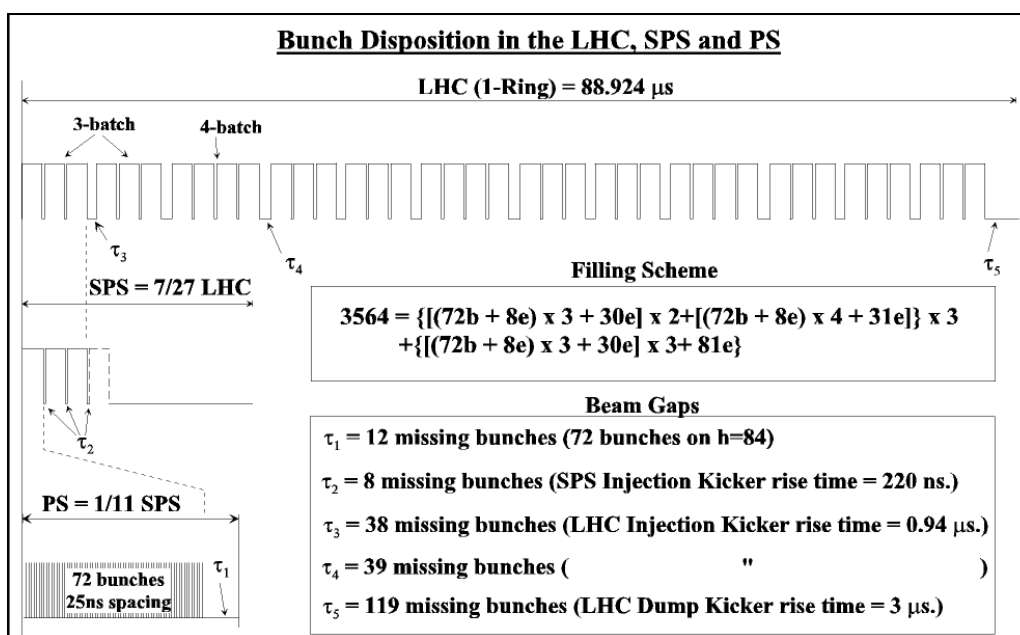 Bunch Disposition in the LHC, SPS and PS
LHC (1-Ring) = 88.924 µs
3-batch
4-batch
τ3
τ4
τ5
SPS = 7/27 LHC
Filling Scheme
3564 = {[(72b + 8e) x 3 + 30e] x 2+[(72b + 8e) x 4 + 31e]} x 3
+{[(72b + 8e) x 3 + 30e] x 3+ 81e}
τ2
Beam Gaps
τ1 = 12 missing bunches (72 bunches on h=84)
τ2 = 8 missing bunches (SPS Injection Kicker rise time = 220 ns.)
τ3 = 38 missing bunches (LHC Injection Kicker rise time = 0.94 µs.)
τ4 = 39 missing bunches ( " )
τ5 = 119 missing bunches (LHC Dump Kicker rise time = 3 µs.)
PS = 1/11 SPS
τ1
72 bunches
25ns spacing